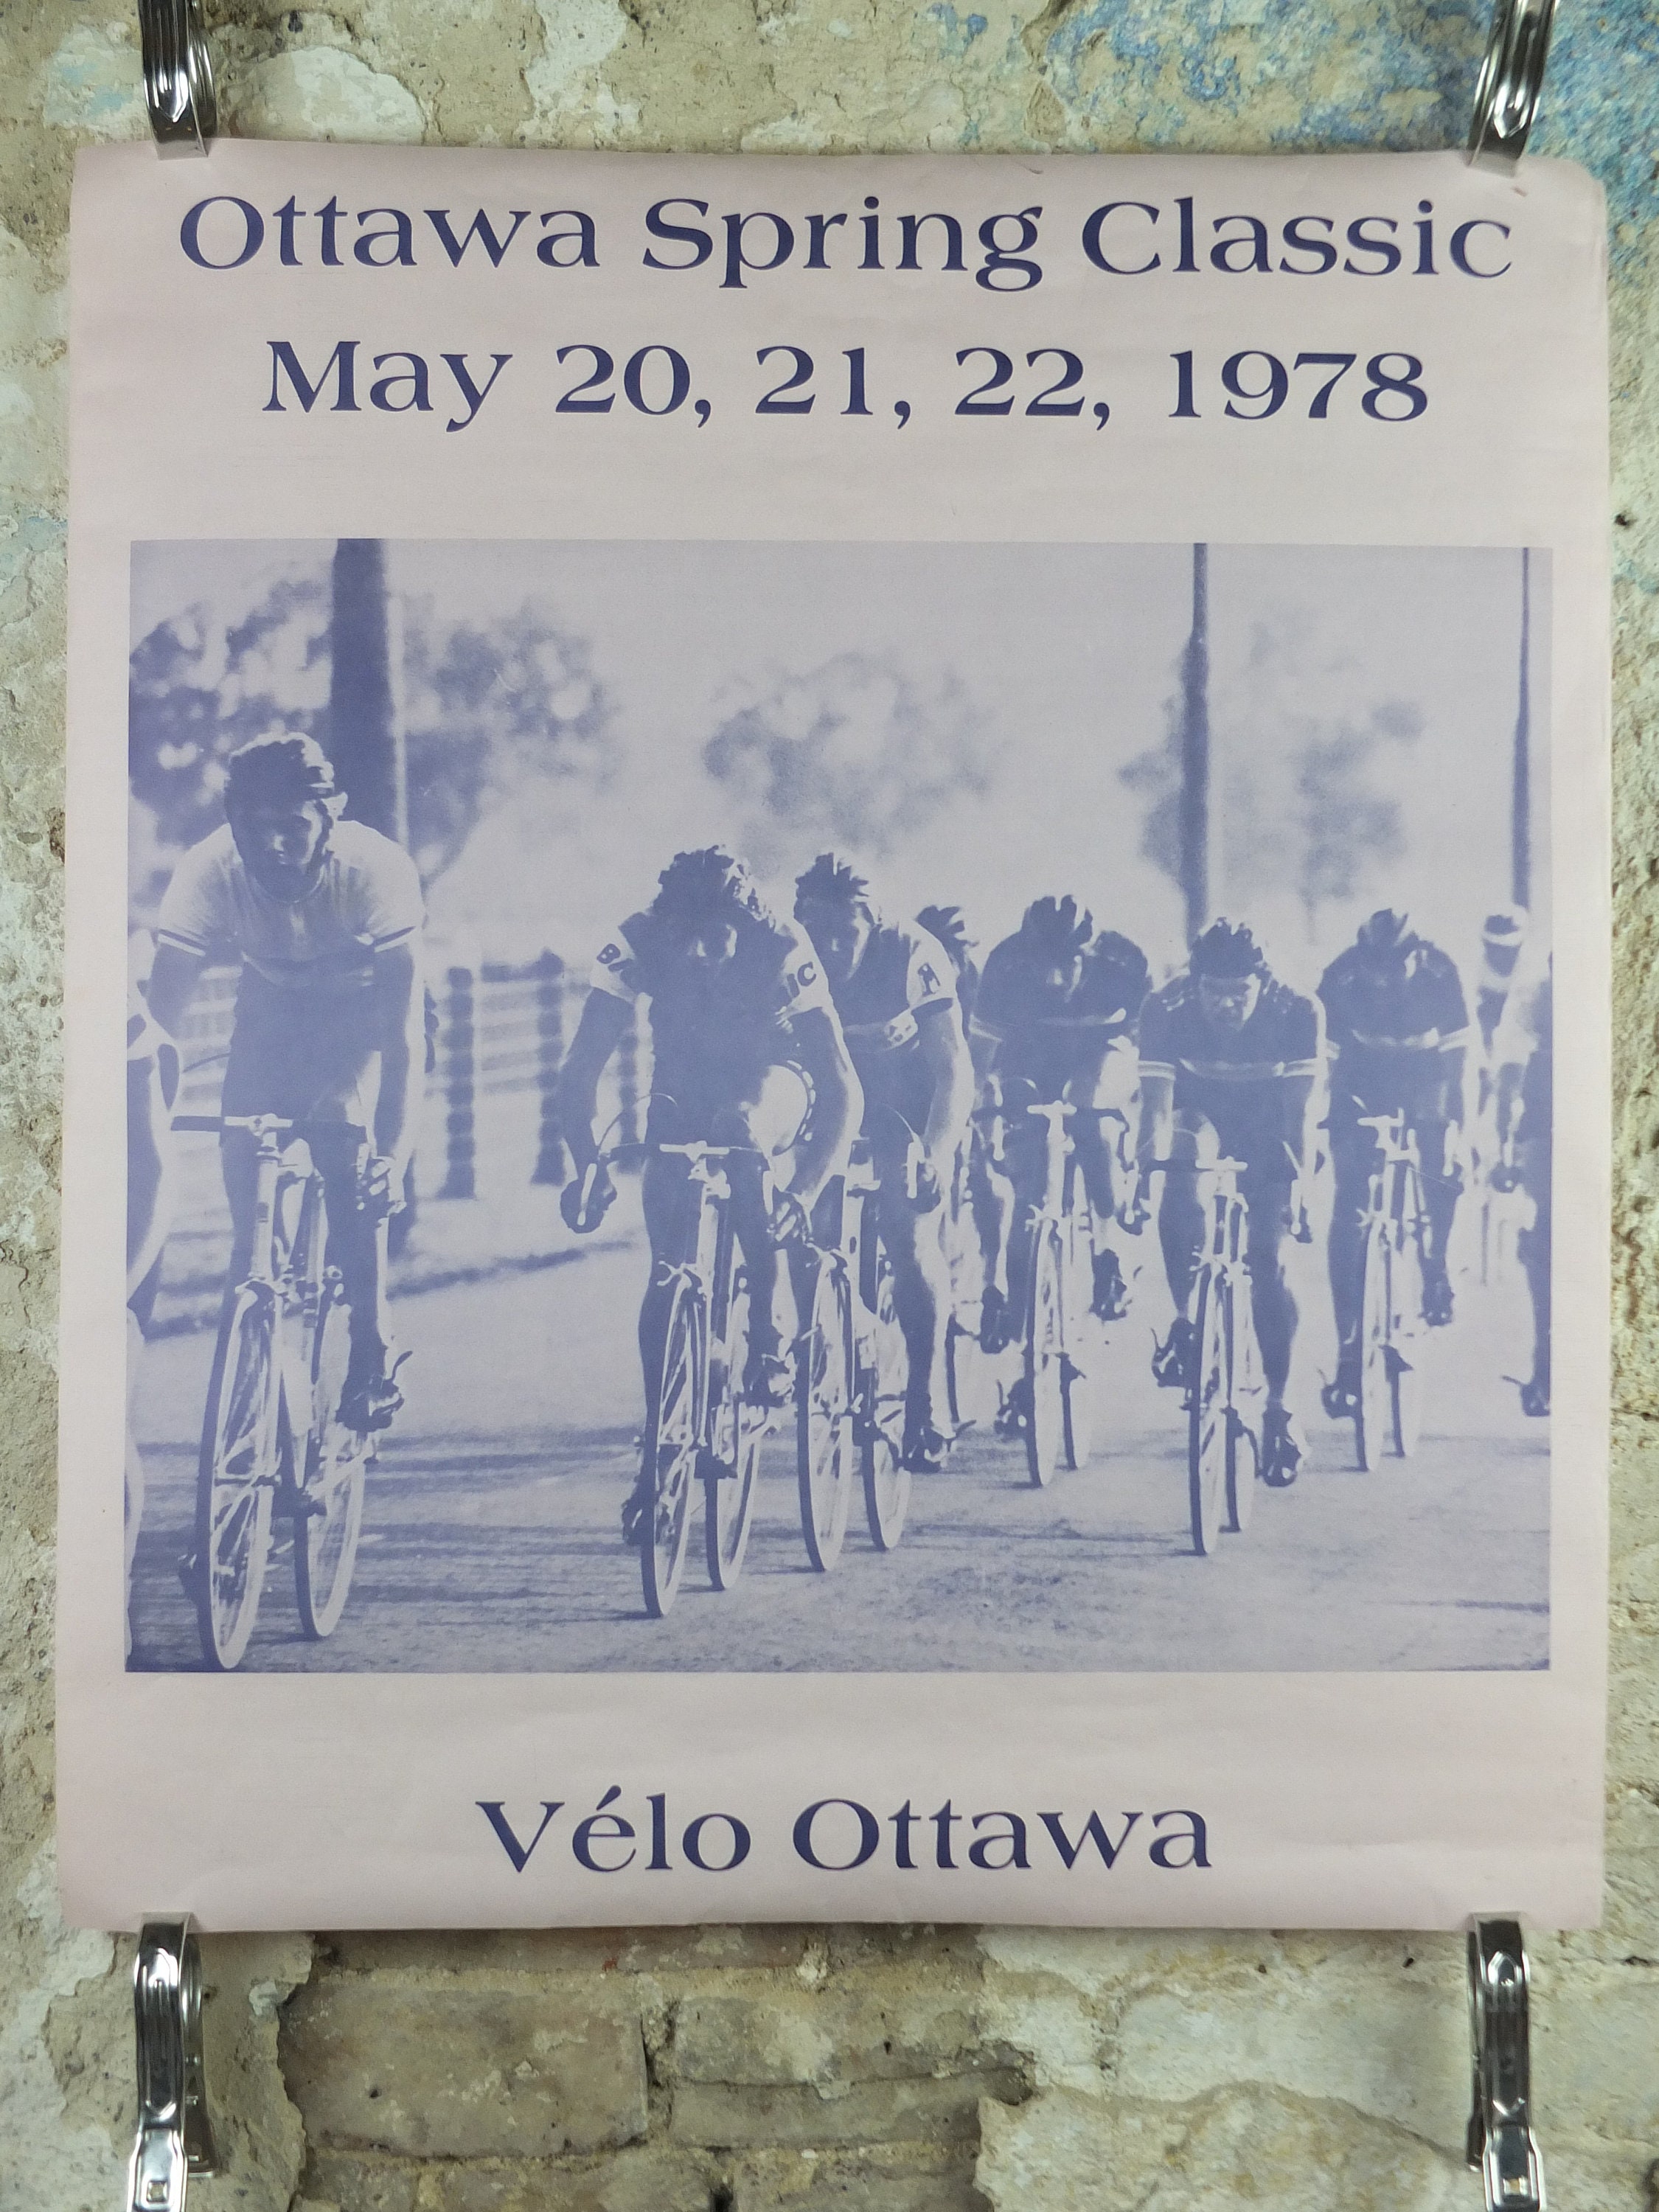 Ottawa Spring Classic
May 20, 21, 22, 1978
Vélo Ottawa